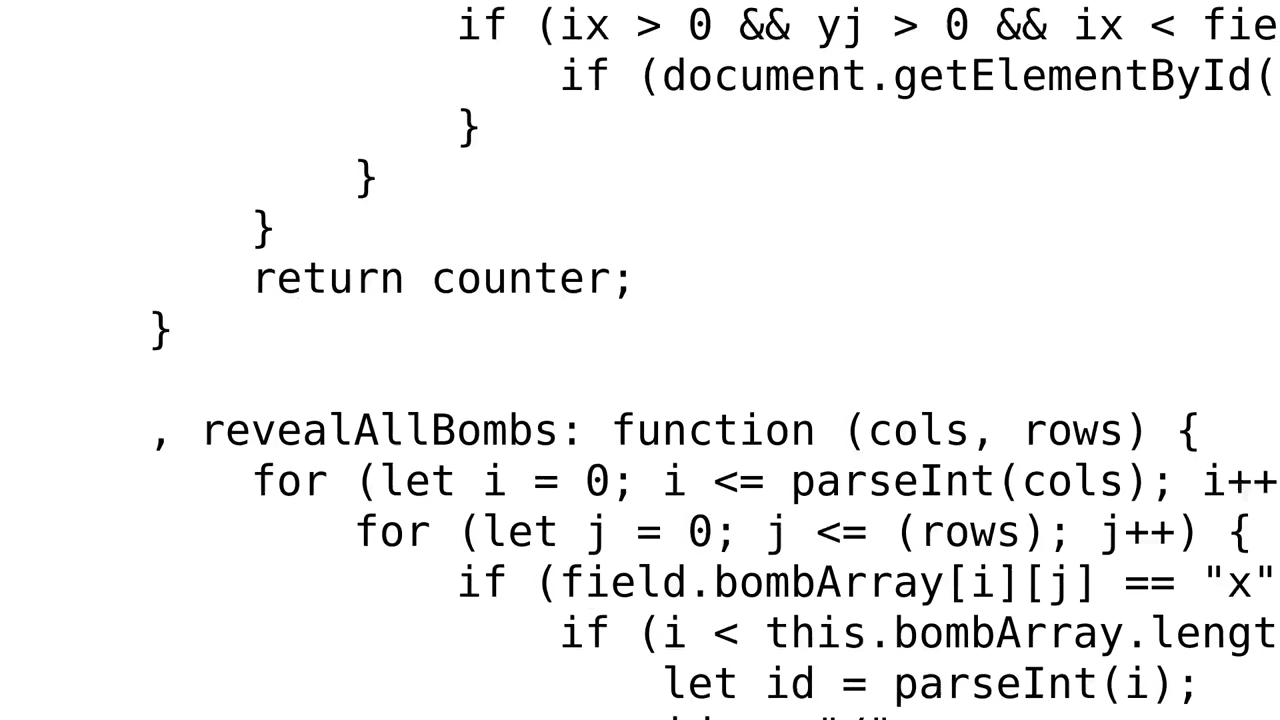 if (ix > 0 && yj > 0 && ix < fie
if (document.getElementById(
}
}
}
return counter;
}
, revealAllBombs: function (cols, rows) {
for (let i = 0; i <= parseInt(cols); i++
for (let j = 0; j <= (rows); j++) {
if (field.bombArray[i][j] == "x"
if (i < this.bombArray.lengt
let id = parseInt(i);